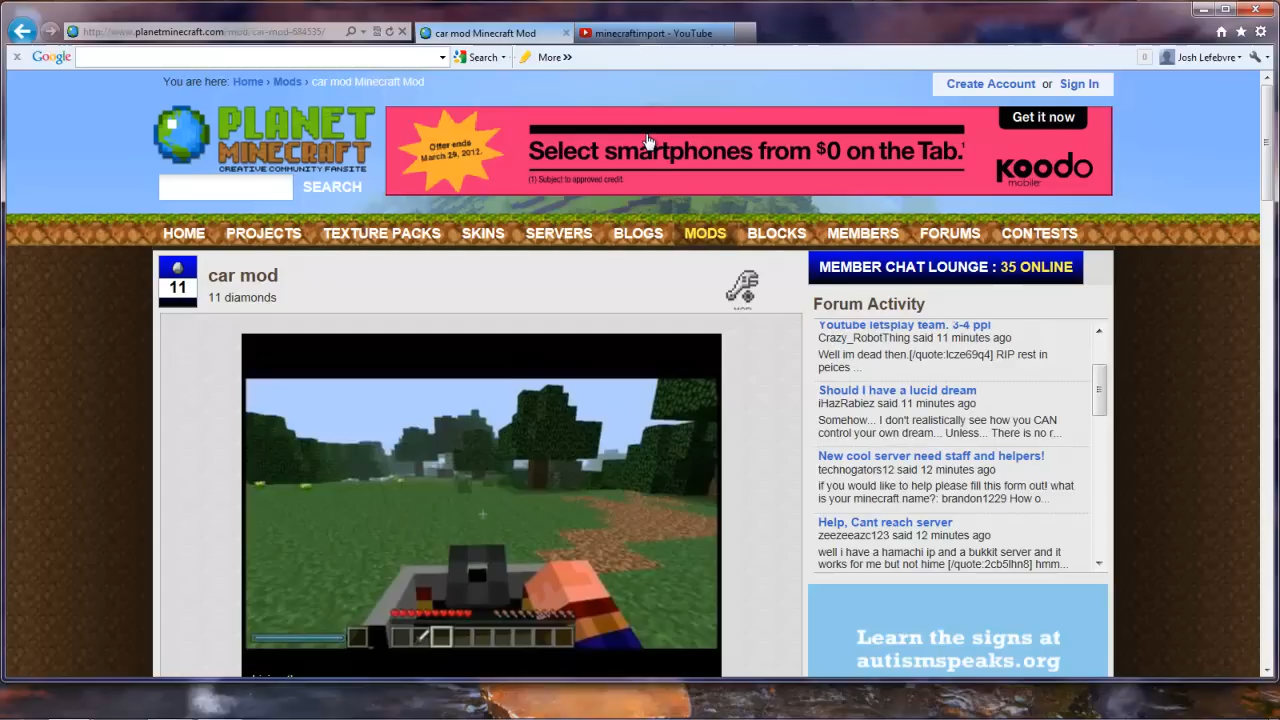 http://www.planetminecraft.com/mod/car-mod-684535/
car mod Minecraft Mod
minecraftimport - YouTube
x Google
Search
More »
0
Josh Lefebvre
You are here: Home › Mods › car mod Minecraft Mod
Create Account or Sign In
PLANET
MINECRAFT
CREATIVE COMMUNITY FANSITE
SEARCH
Offer ends
March 29, 2012.
Select smartphones from $0 on the Tab.¹
(1) Subject to approved credit.
Get it now
koodo
mobile
HOME PROJECTS TEXTURE PACKS SKINS SERVERS BLOGS MODS BLOCKS MEMBERS FORUMS CONTESTS
11
car mod
11 diamonds
MEMBER CHAT LOUNGE : 35 ONLINE
Forum Activity
Youtube letsplay team. 3-4 ppl
Crazy_RobotThing said 11 minutes ago
Well im dead then.[/quote:lcze69q4] RIP rest in
peices ...
Should I have a lucid dream
iHazRabiez said 11 minutes ago
Somehow... I don't realistically see how you CAN
control your own dream... Unless... There is no r...
New cool server need staff and helpers!
technogators12 said 12 minutes ago
if you would like to help please fill this form out! what
is your minecraft name?: brandon1229 How o...
Help, Cant reach server
zeezeeazc123 said 12 minutes ago
well i have a hamachi ip and a bukkit server and it
works for me but not hime [/quote:2cb5lhn8] hmm...
Learn the signs at
autismspeaks.org